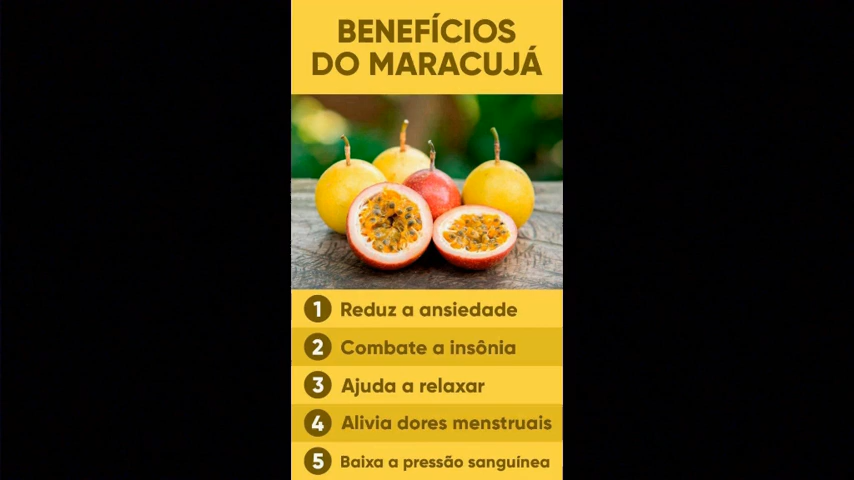 BENEFÍCIOS
DO MARACUJÁ
1 Reduz a ansiedade
2 Combate a insônia
3 Ajuda a relaxar
4 Alivia dores menstruais
5 Baixa a pressão sanguínea